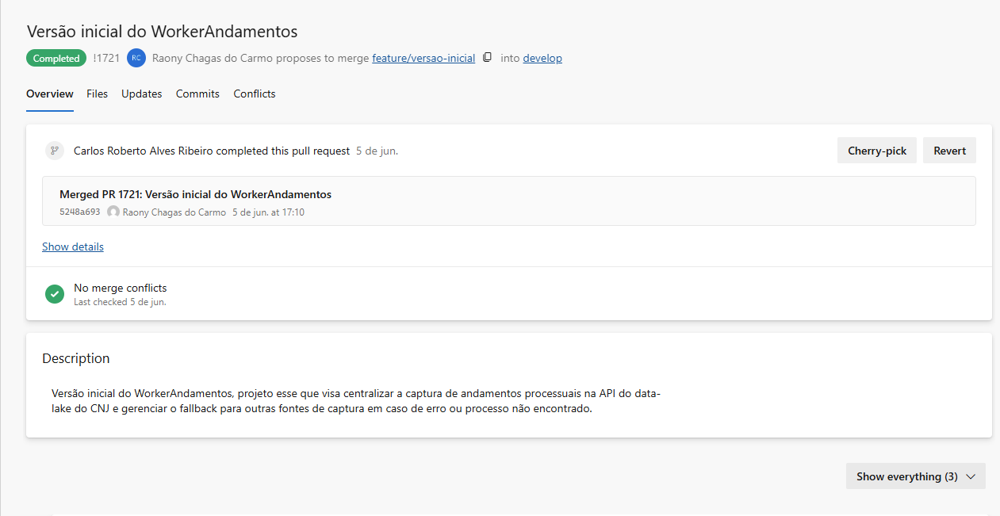 Versão inicial do WorkerAndamentos
Completed !1721 RC Raony Chagas do Carmo proposes to merge feature/versao-inicial into develop
Overview Files Updates Commits Conflicts
Carlos Roberto Alves Ribeiro completed this pull request 5 de jun.
Cherry-pick Revert
Merged PR 1721: Versão inicial do WorkerAndamentos
5248a693 Raony Chagas do Carmo 5 de jun. at 17:10
Show details
No merge conflicts
Last checked 5 de jun.
Description
Versão inicial do WorkerAndamentos, projeto esse que visa centralizar a captura de andamentos processuais na API do data-
lake do CNJ e gerenciar o fallback para outras fontes de captura em caso de erro ou processo não encontrado.
Show everything (3)